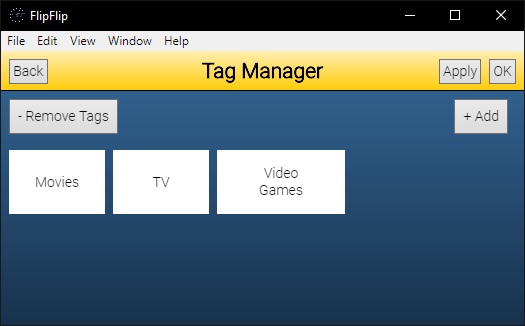 FlipFlip
File Edit View Window Help
Back Tag Manager Apply OK
- Remove Tags + Add
Movies TV Video
Games